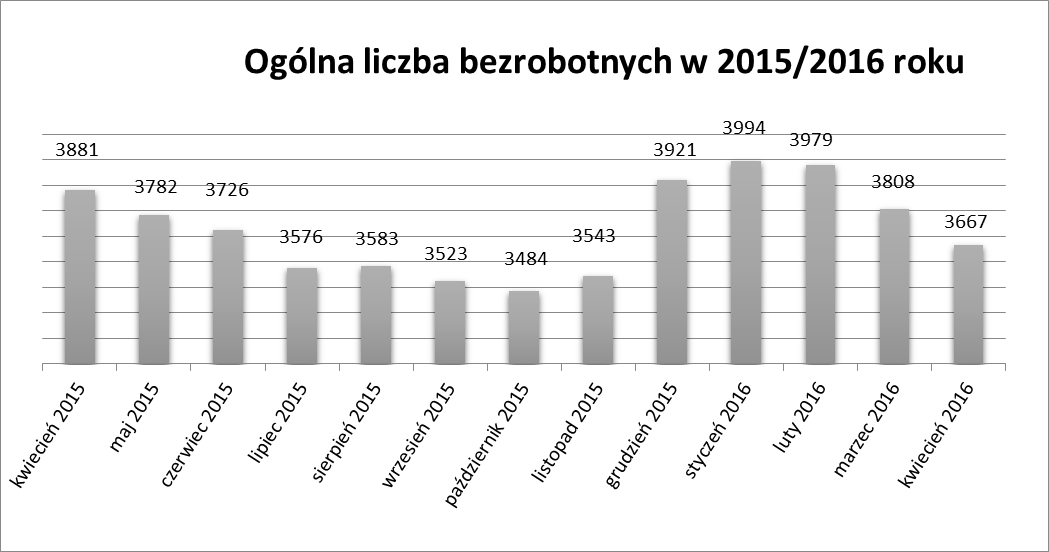 Ogólna liczba bezrobotnych w 2015/2016 roku
3881
3782
3726
3576
3583
3523
3484
3543
3921
3994
3979
3808
3667
kwiecień 2015
maj 2015
czerwiec 2015
lipiec 2015
sierpień 2015
wrzesień 2015
październik 2015
listopad 2015
grudzień 2015
styczeń 2016
luty 2016
marzec 2016
kwiecień 2016